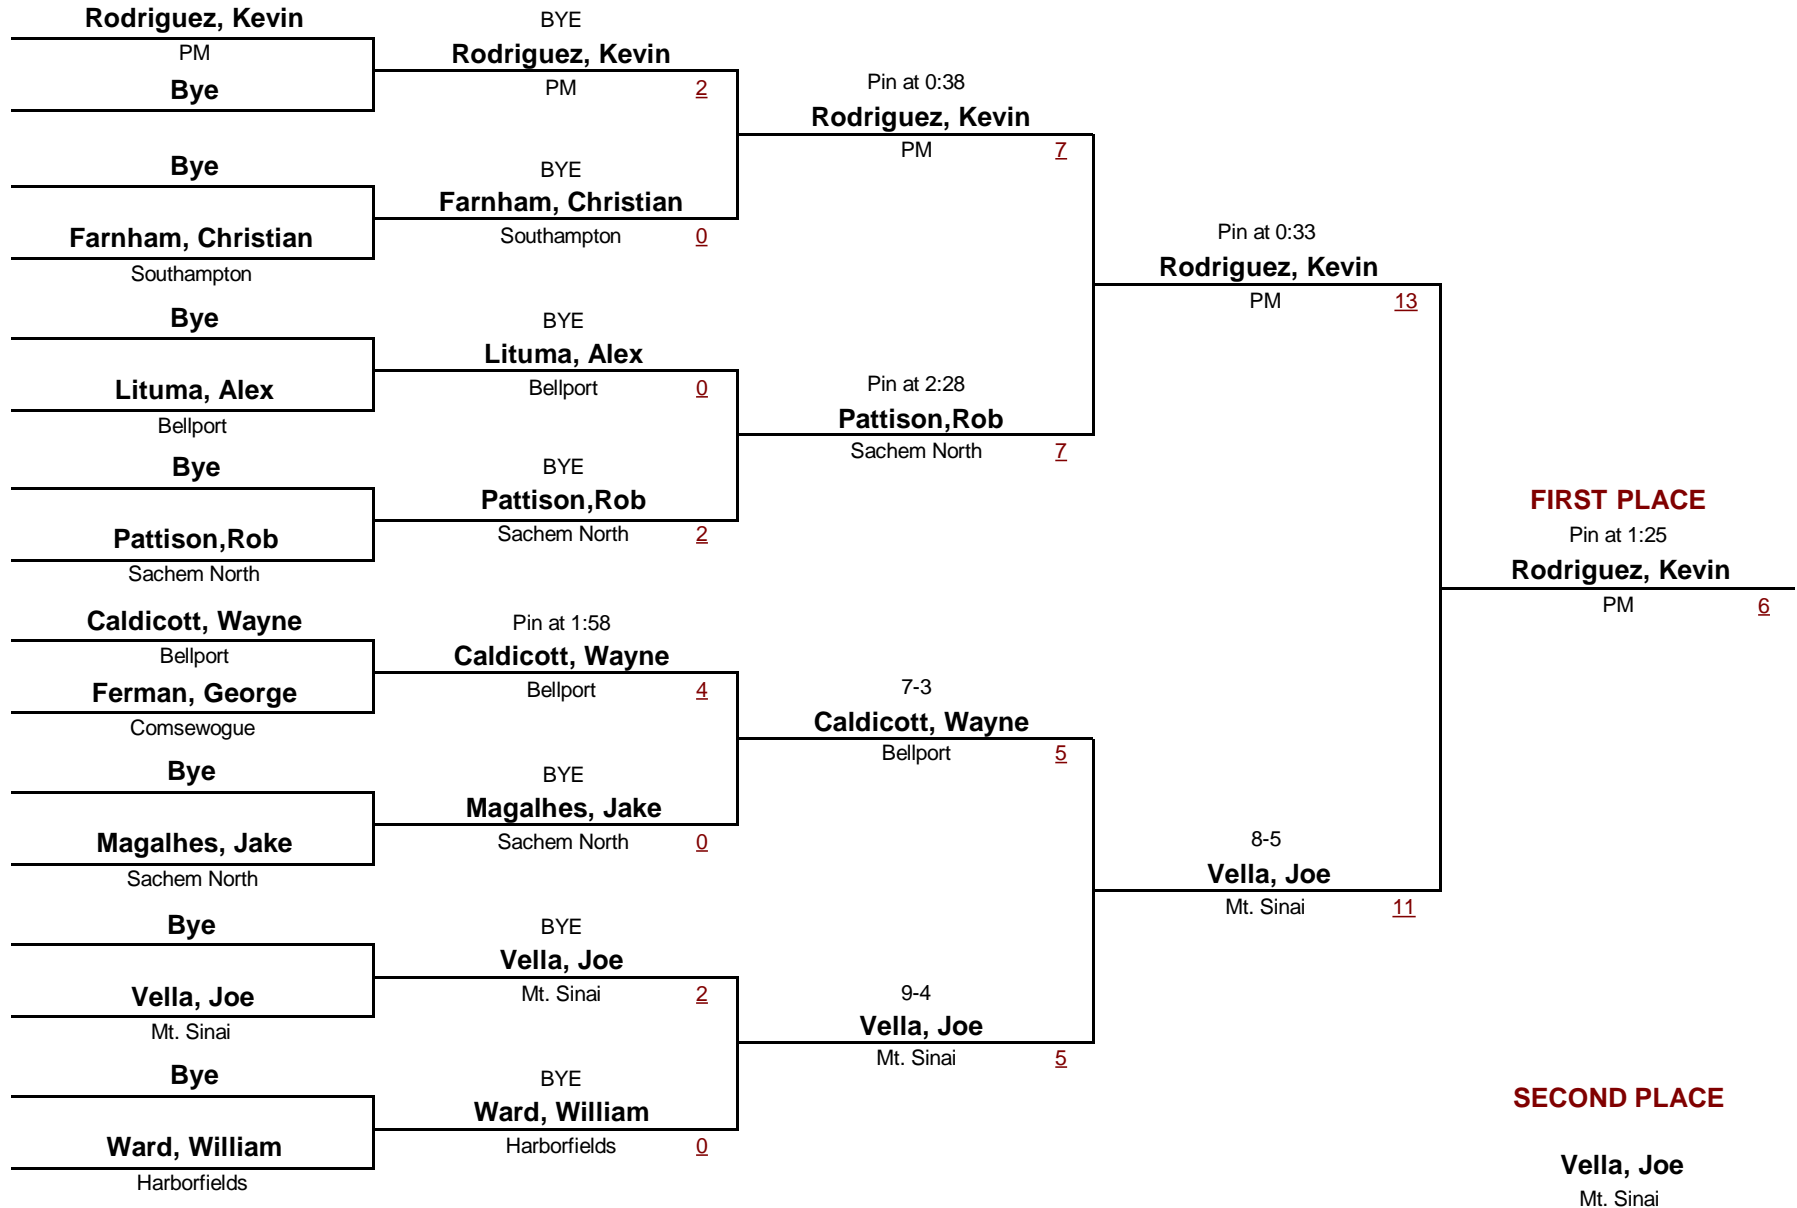 Rodriguez, Kevin
PM
Bye
Bye
Farnham, Christian
Southampton
Bye
Lituma, Alex
Bellport
Bye
Pattison,Rob
Sachem North
Caldicott, Wayne
Bellport
Ferman, George
Comsewogue
Bye
Magalhes, Jake
Sachem North
Bye
Vella, Joe
Mt. Sinai
Bye
Ward, William
Harborfields
BYE
Rodriguez, Kevin
PM 2
BYE
Farnham, Christian
Southampton 0
BYE
Lituma, Alex
Bellport 0
BYE
Pattison,Rob
Sachem North 2
Pin at 1:58
Caldicott, Wayne
Bellport 4
BYE
Magalhes, Jake
Sachem North 0
BYE
Vella, Joe
Mt. Sinai 2
BYE
Ward, William
Harborfields 0
Pin at 0:38
Rodriguez, Kevin
PM 7
Pin at 2:28
Pattison,Rob
Sachem North 7
7-3
Caldicott, Wayne
Bellport 5
9-4
Vella, Joe
Mt. Sinai 5
Pin at 0:33
Rodriguez, Kevin
PM 13
8-5
Vella, Joe
Mt. Sinai 11
FIRST PLACE
Pin at 1:25
Rodriguez, Kevin
PM 6
SECOND PLACE
Vella, Joe
Mt. Sinai